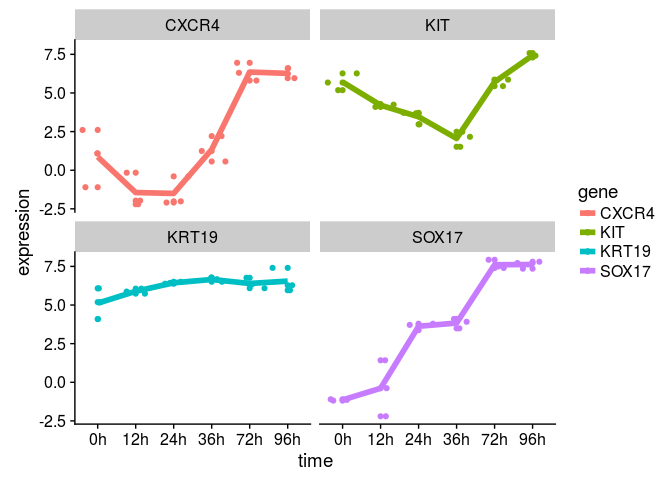 CXCR4 KIT
7.5
5.0
2.5
0.0
-2.5
KRT19 SOX17
7.5
5.0
2.5
0.0
-2.5
0h 12h 24h 36h 72h 96h 0h 12h 24h 36h 72h 96h
time
expression
gene
CXCR4
KIT
KRT19
SOX17